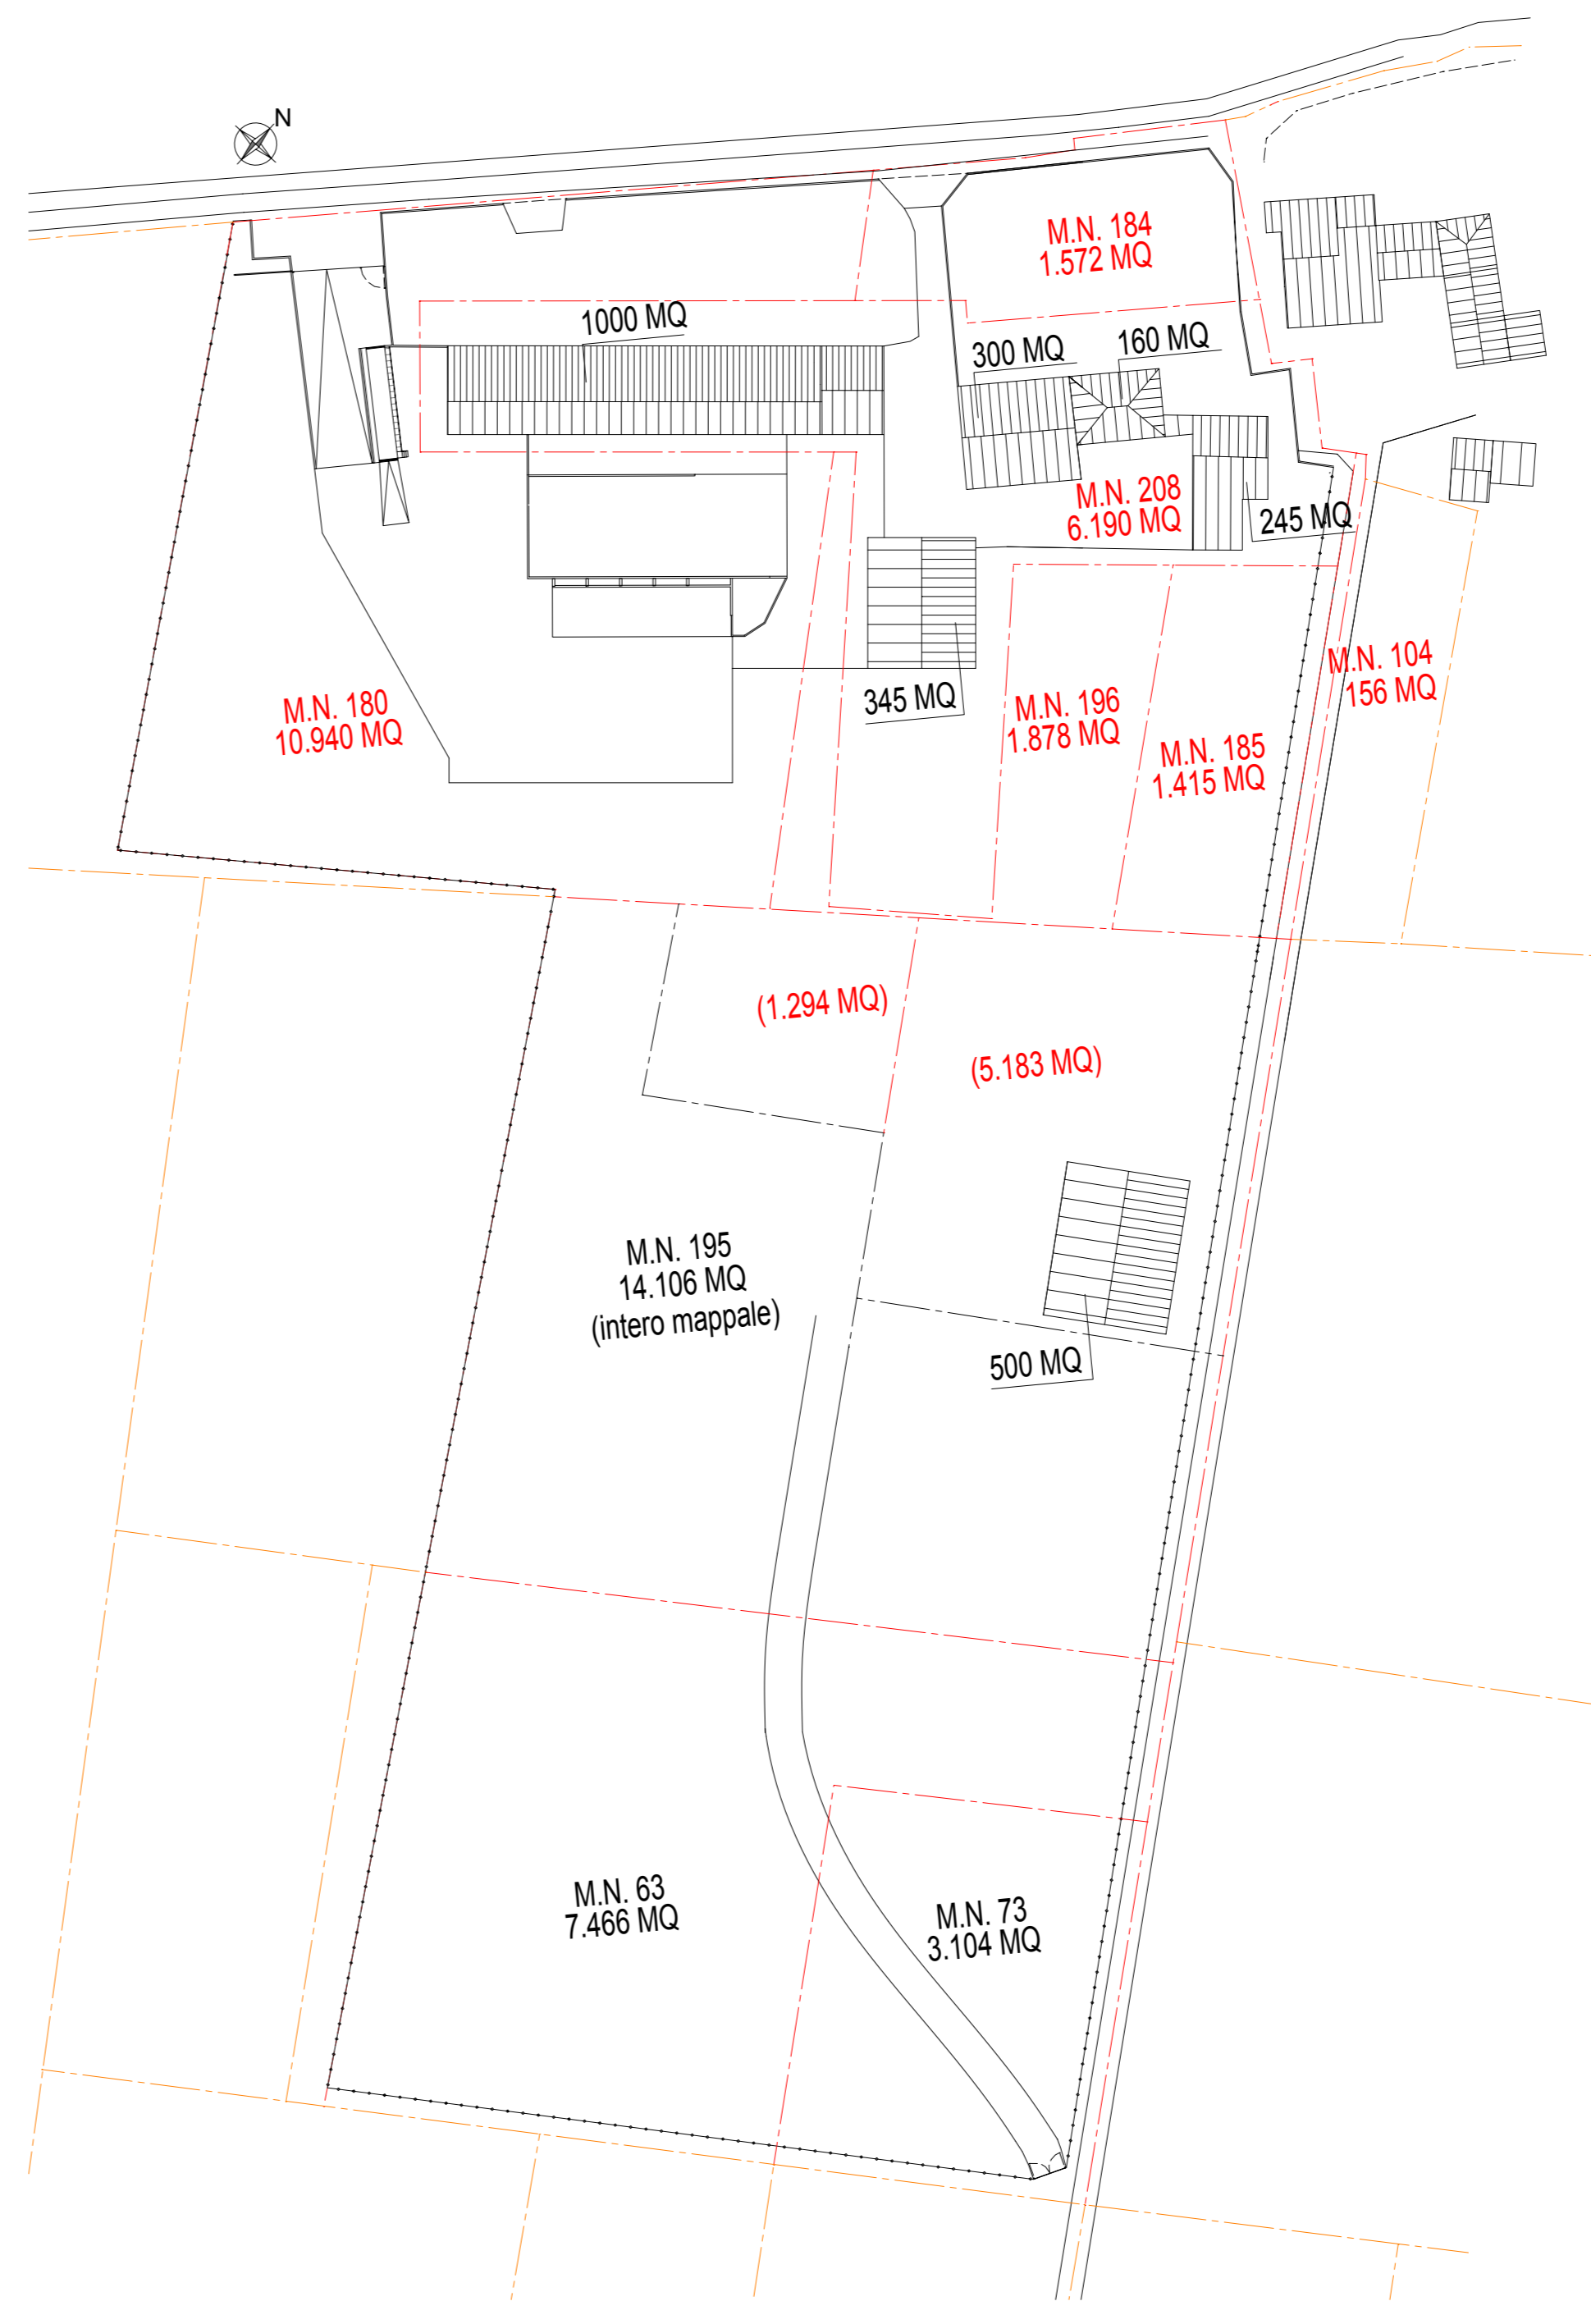 N
M.N. 184
1.572 MQ
1000 MQ
300 MQ
160 MQ
M.N. 208
6.190 MQ
245 MQ
M.N. 104
156 MQ
M.N. 180
10.940 MQ
345 MQ
M.N. 196
1.878 MQ
M.N. 185
1.415 MQ
(1.294 MQ)
(5.183 MQ)
M.N. 195
14.106 MQ
(intero mappale)
500 MQ
M.N. 63
7.466 MQ
M.N. 73
3.104 MQ